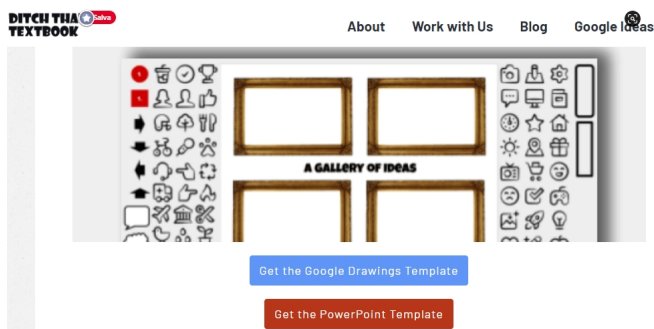 DITCH THA Salva
TEXTBOOK
About Work with Us Blog Google Ideas
A GALLERY OF IDEAS
Get the Google Drawings Template
Get the PowerPoint Template